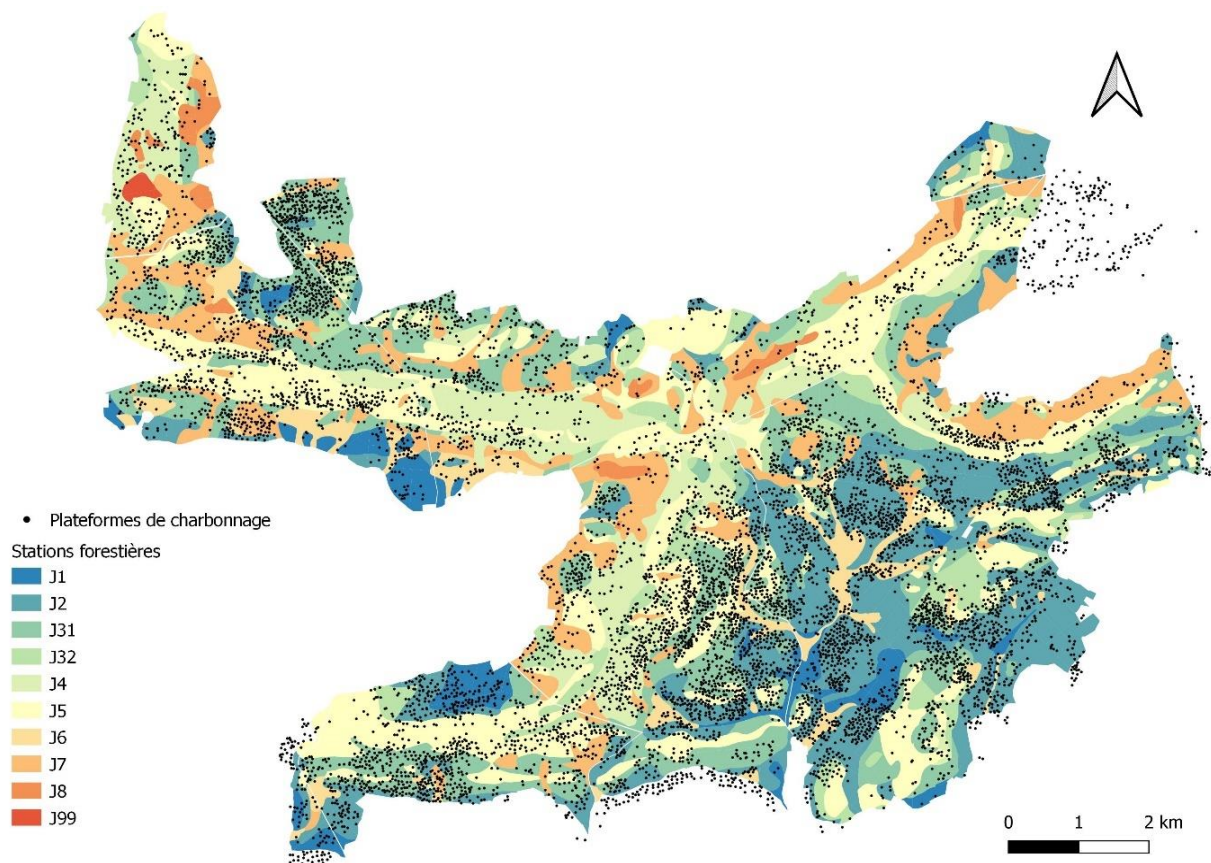 Plateformes de charbonnage
Stations forestières
J1
J2
J31
J32
J4
J5
J6
J7
J8
J99
0 1 2 km